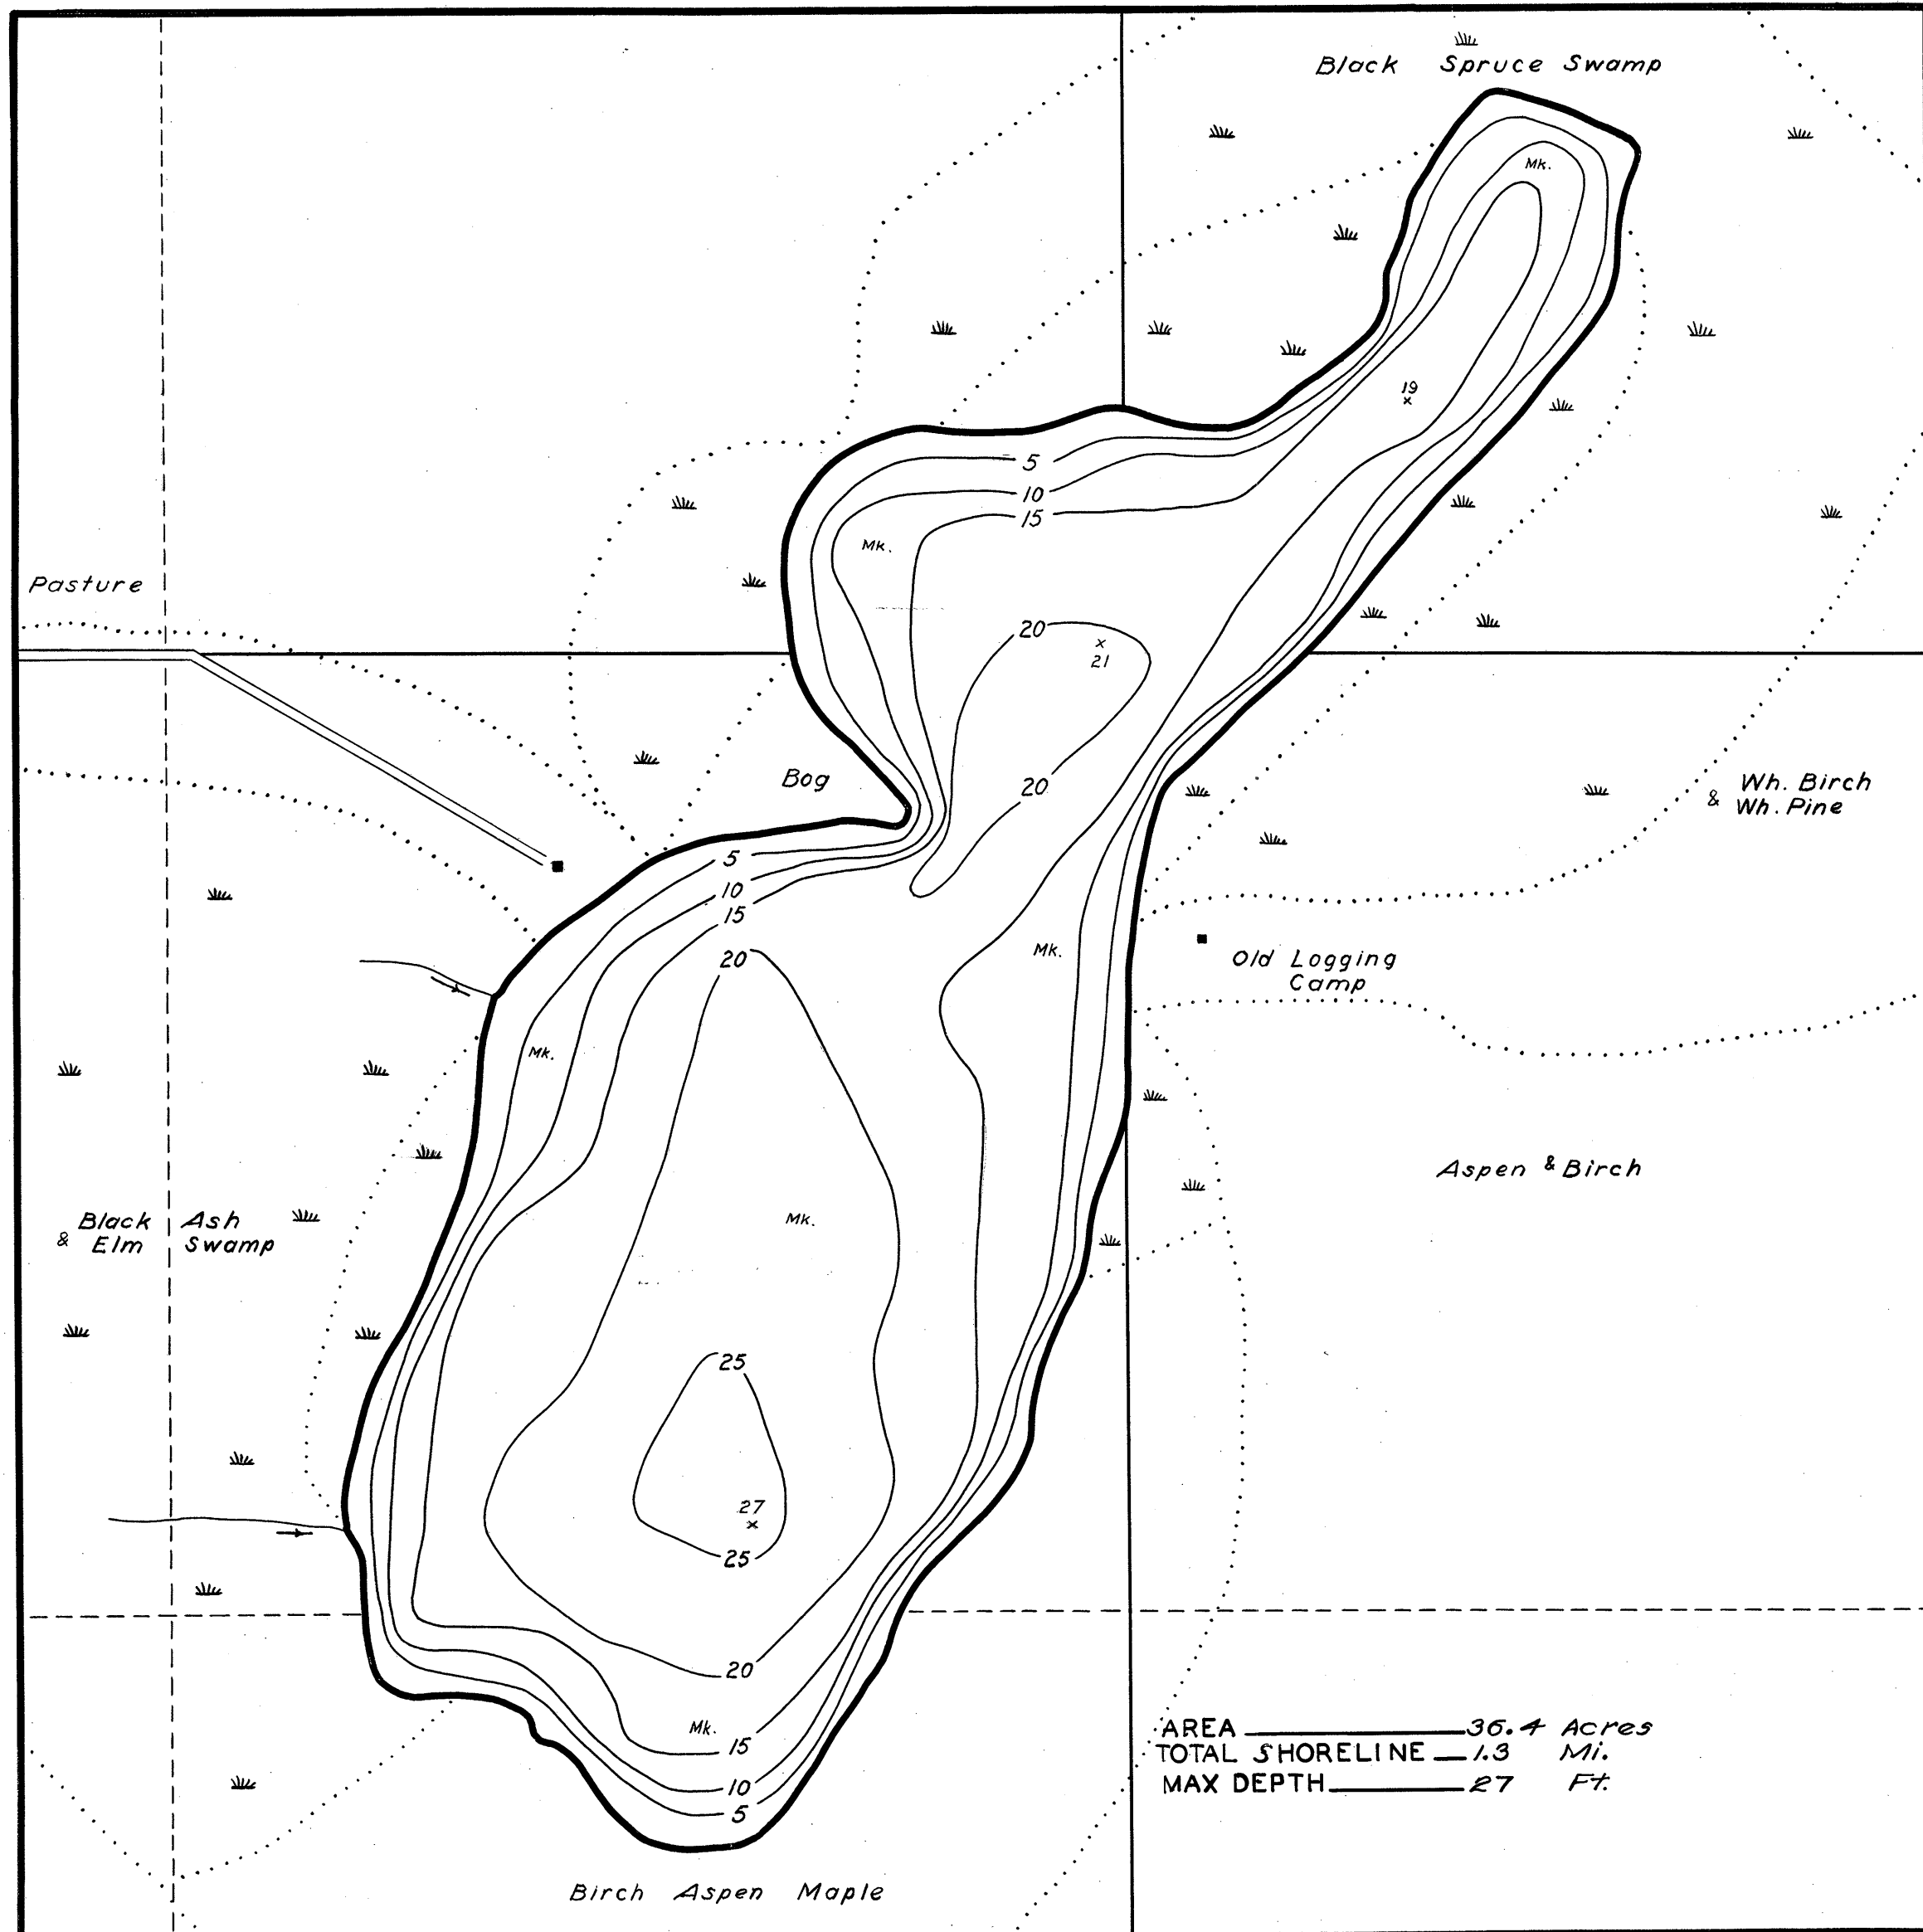 Black Spruce Swamp
Mk.
19
5
10
15
Mk.
Pasture
20
21
Bog
20
Wh. Birch
& Wh. Pine
5
10
15
20
Mk.
Old Logging
Camp
Mk.
Aspen & Birch
Black Ash
& Elm Swamp
Mk.
25
27
25
20
Mk.
15
10
5
AREA 36.4 Acres
TOTAL SHORELINE 1.3 Mi.
MAX DEPTH 27 Ft.
Birch Aspen Maple